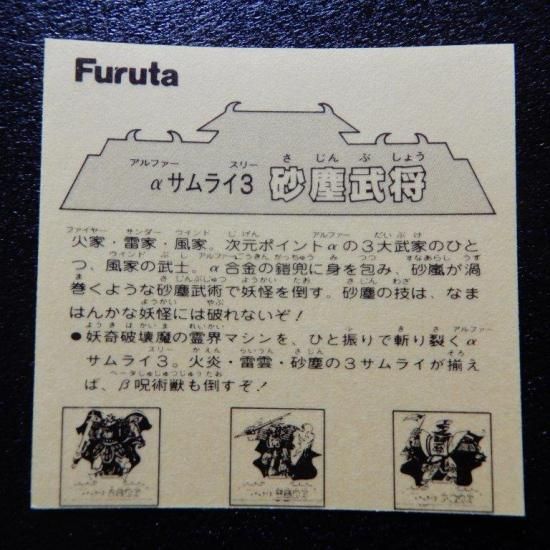 Furuta
アルファー スリー さ じん ぶ しょう
αサムライ3 砂塵武将
ファイヤー サンダー ウインド じげん アルファー だいぶけ
火家・雷家・風家。次元ポイントαの3大武家のひと
ウインド ぶし アルファーごうきん かっちゅう み つつ すなあらし うず
つ、風家の武士。α合金の鎧兜に身を包み、砂嵐が渦
ま さじんぶじゅつ ようかい たお さじん わざ
巻くような砂塵武術で妖怪を倒す。砂塵の技は、なま
ようかい やぶ
はんかな妖怪には破れないぞ!
ようきはかいま れいかい ふ き さ アルファー
●妖奇破壊魔の霊界マシンを、ひと振りで斬り裂くα
スリー かえん らいうん さじん そろ
サムライ3。火炎・雷雲・砂塵の3サムライが揃え
ベータじゅじゅつじゅう たお
ば、β呪術獣も倒すぞ!